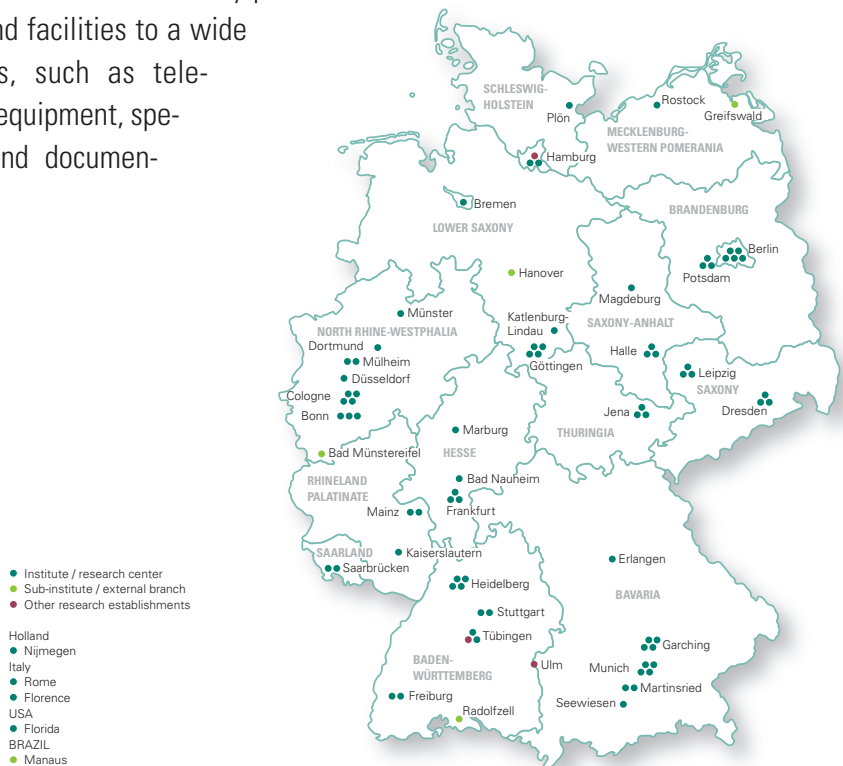 nd facilities to a wide
s, such as tele-
equipment, spe-
nd documen-
SCHLESWIG-
HOLSTEIN
Plön
Rostock
Greifswald
MECKLENBURG-
WESTERN POMERANIA
Hamburg
Bremen
LOWER SAXONY
BRANDENBURG
Berlin
Potsdam
Hanover
Magdeburg
Münster
NORTH RHINE-WESTPHALIA
Katlenburg-
Lindau
SAXONY-ANHALT
Dortmund
Mülheim
Göttingen
Halle
Düsseldorf
Leipzig
SAXONY
Cologne
Bonn
Jena
Dresden
Marburg
THURINGIA
HESSE
Bad Münstereifel
RHINELAND
PALATINATE
Bad Nauheim
Mainz
Frankfurt
SAARLAND
Kaiserslautern
Saarbrücken
Erlangen
Heidelberg
BAVARIA
Stuttgart
Tübingen
Garching
BADEN-
WÜRTTEMBERG
Ulm
Munich
Martinsried
Freiburg
Seewiesen
Radolfzell
Institute / research center
Sub-institute / external branch
Other research establishments
Holland
Nijmegen
Italy
Rome
Florence
USA
Florida
BRAZIL
Manaus